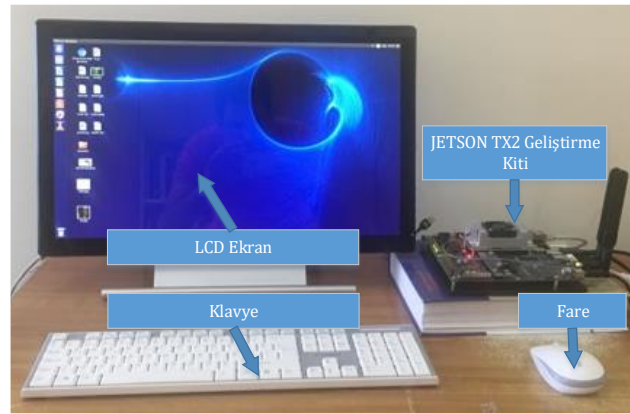 JETSON TX2 Geliştirme
Kiti
LCD Ekran
Klavye
Fare